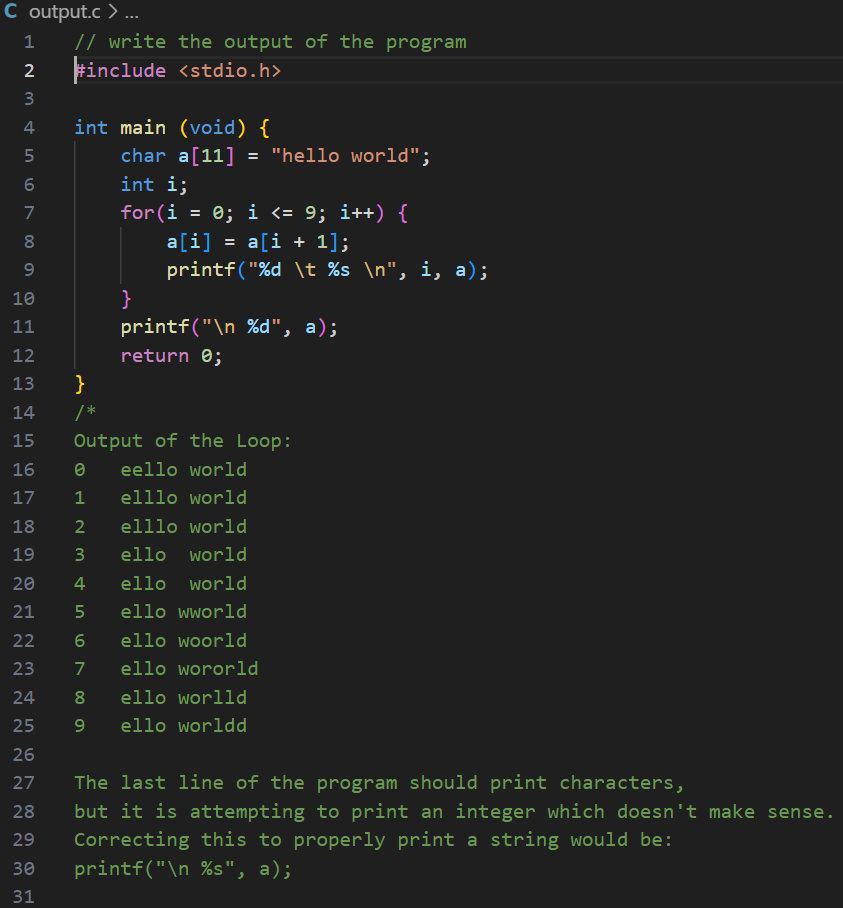 C output.c > ...
1 // write the output of the program
2 #include <stdio.h>
3
4 int main (void) {
5     char a[11] = "hello world";
6     int i;
7     for(i = 0; i <= 9; i++) {
8         a[i] = a[i + 1];
9         printf("%d \t %s \n", i, a);
10     }
11     printf("\n %d", a);
12     return 0;
13 }
14 /*
15 Output of the Loop:
16 0   eello world
17 1   elllo world
18 2   elllo world
19 3   ello  world
20 4   ello  world
21 5   ello wworld
22 6   ello woorld
23 7   ello wororld
24 8   ello worlld
25 9   ello worldd
26
27 The last line of the program should print characters,
28 but it is attempting to print an integer which doesn't make sense.
29 Correcting this to properly print a string would be:
30 printf("\n %s", a);
31